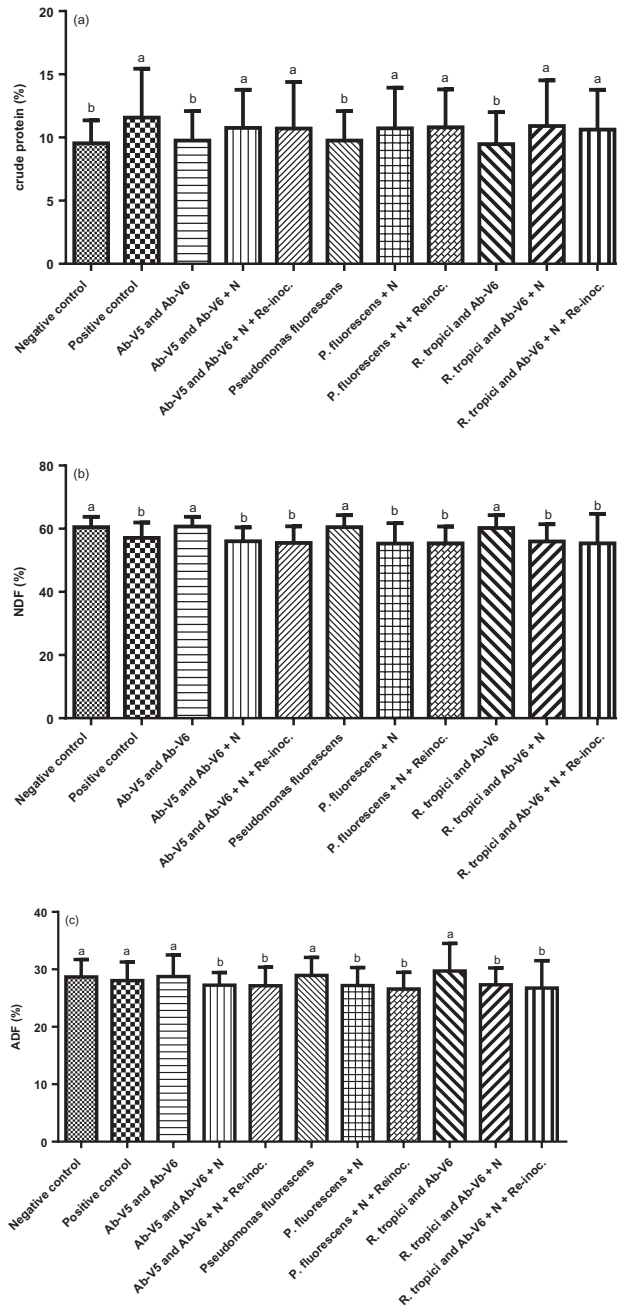 (a)
20
15
10
5
0
crude protein (%)
b
a
b
a
a
b
a
a
b
a
a
Negative control
Positive control
Ab-V5 and Ab-V6
Ab-V5 and Ab-V6 + N
Ab-V5 and Ab-V6 + N + Re-inoc.
Pseudomonas fluorescens
P. fluorescens + N
P. fluorescens + N + Reinoc.
R. tropici and Ab-V6
R. tropici and Ab-V6 + N
R. tropici and Ab-V6 + N + Re-inoc.
(b)
80
60
40
20
0
NDF (%)
a
b
a
b
b
a
b
b
a
b
b
Negative control
Positive control
Ab-V5 and Ab-V6
Ab-V5 and Ab-V6 + N
Ab-V5 and Ab-V6 + N + Re-inoc.
Pseudomonas fluorescens
P. fluorescens + N
P. fluorescens + N + Reinoc.
R. tropici and Ab-V6
R. tropici and Ab-V6 + N
R. tropici and Ab-V6 + N + Re-inoc.
(c)
40
30
20
10
0
ADF (%)
a
a
a
b
b
a
b
b
a
b
b
Negative control
Positive control
Ab-V5 and Ab-V6
Ab-V5 and Ab-V6 + N
Ab-V5 and Ab-V6 + N + Re-inoc.
Pseudomonas fluorescens
P. fluorescens + N
P. fluorescens + N + Reinoc.
R. tropici and Ab-V6
R. tropici and Ab-V6 + N
R. tropici and Ab-V6 + N + Re-inoc.